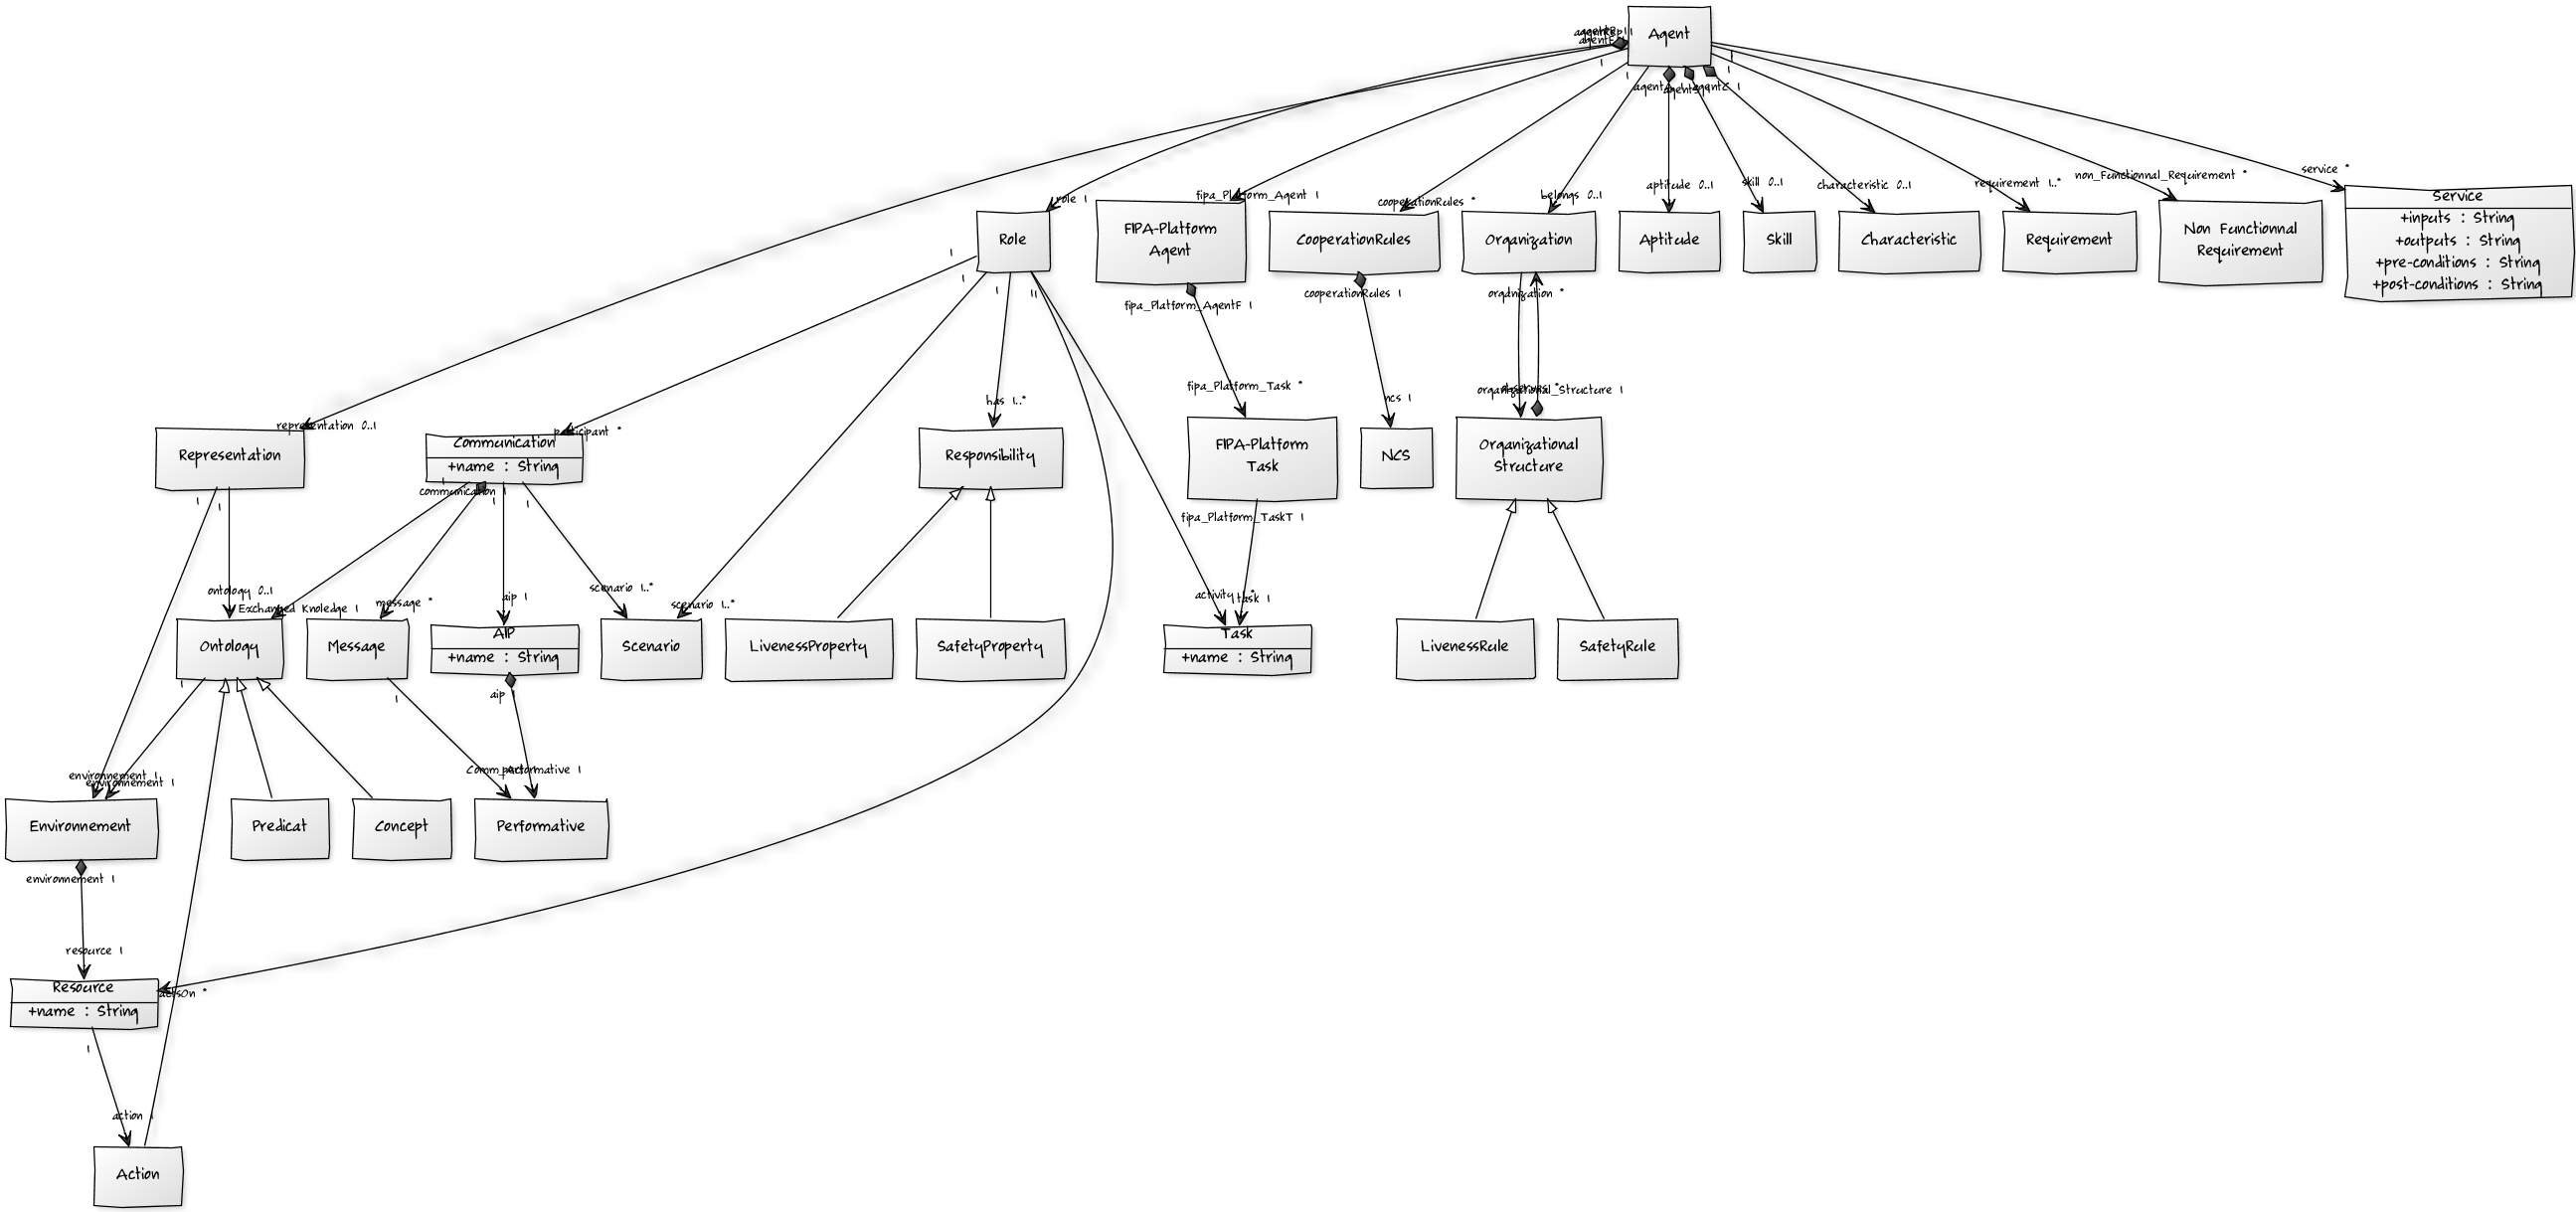 Agent
agentF
1
1
1
agentC 1
role 1
fipa_Platform_Agent 1
cooperationRules *
belongs 0..1
aptitude 0..1
skill 0..1
characteristic 0..1
requirement 1..*
non_Functionnal_Requirement *
service *
Role
FIPA-Platform
Agent
CooperationRules
Organization
Aptitude
Skill
Characteristic
Requirement
Non Functionnal
Requirement
Service
+inputs : String
+outputs : String
+pre-conditions : String
+post-conditions : String
1
1
1
11
fipa_Platform_AgentF 1
cooperationRules 1
organization *
representation 0..1
participant *
has 1..*
fipa_Platform_Task *
ncs 1
organizational_Structure 1
Representation
Communication
+name : String
Responsibility
FIPA-Platform
Task
NCS
Organizational
Structure
1
1
1
communication 1
1
1
fipa_Platform_TaskT 1
ontology 0..1
Exchanged Knoledge 1
message *
aip 1
scenario 1..*
scenario 1..*
activity
task 1
Ontology
Message
AIP
+name : String
Scenario
LivenessProperty
SafetyProperty
Task
+name : String
LivenessRule
SafetyRule
1
1
aip 1
environnement 1
environnement 1
performative 1
Environnement
Predicat
Concept
Performative
environnement 1
resource 1
actsOn *
Resource
+name : String
1
action 1
Action